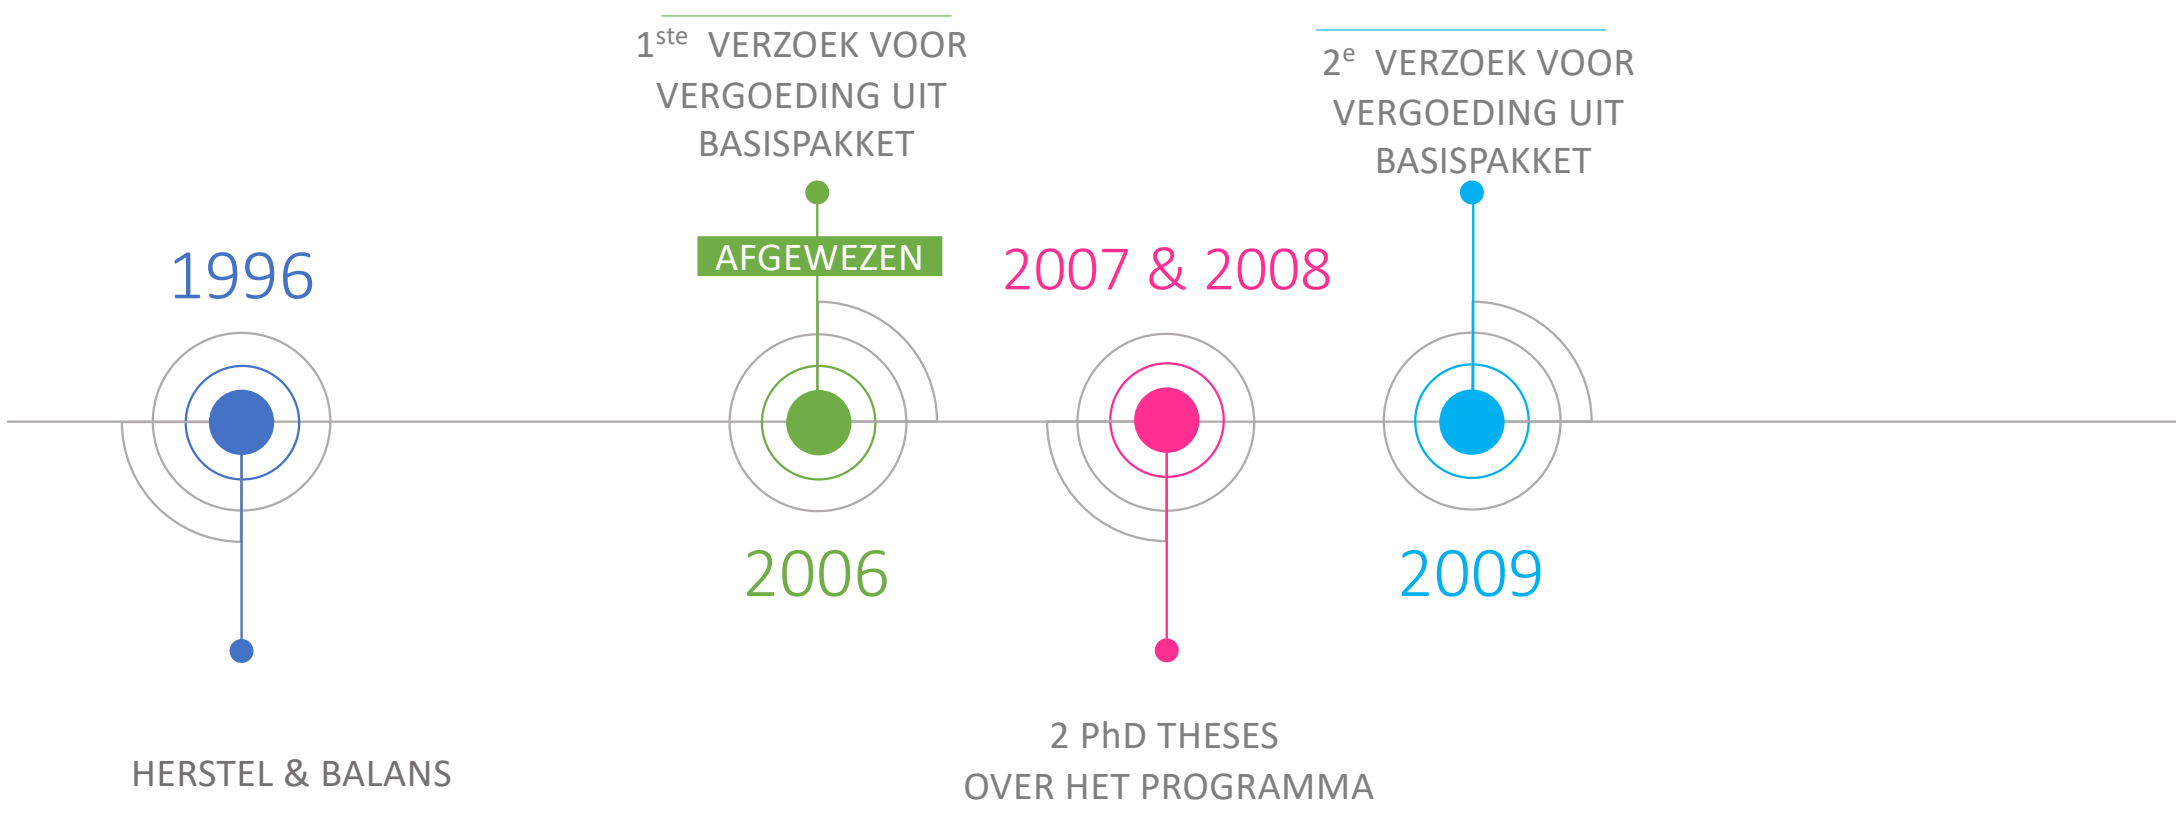 1996
HERSTEL & BALANS
1ste VERZOEK VOOR
VERGOEDING UIT
BASISPAKKET
AFGEWEZEN
2006
2007 & 2008
2 PhD THESES
OVER HET PROGRAMMA
2e VERZOEK VOOR
VERGOEDING UIT
BASISPAKKET
2009